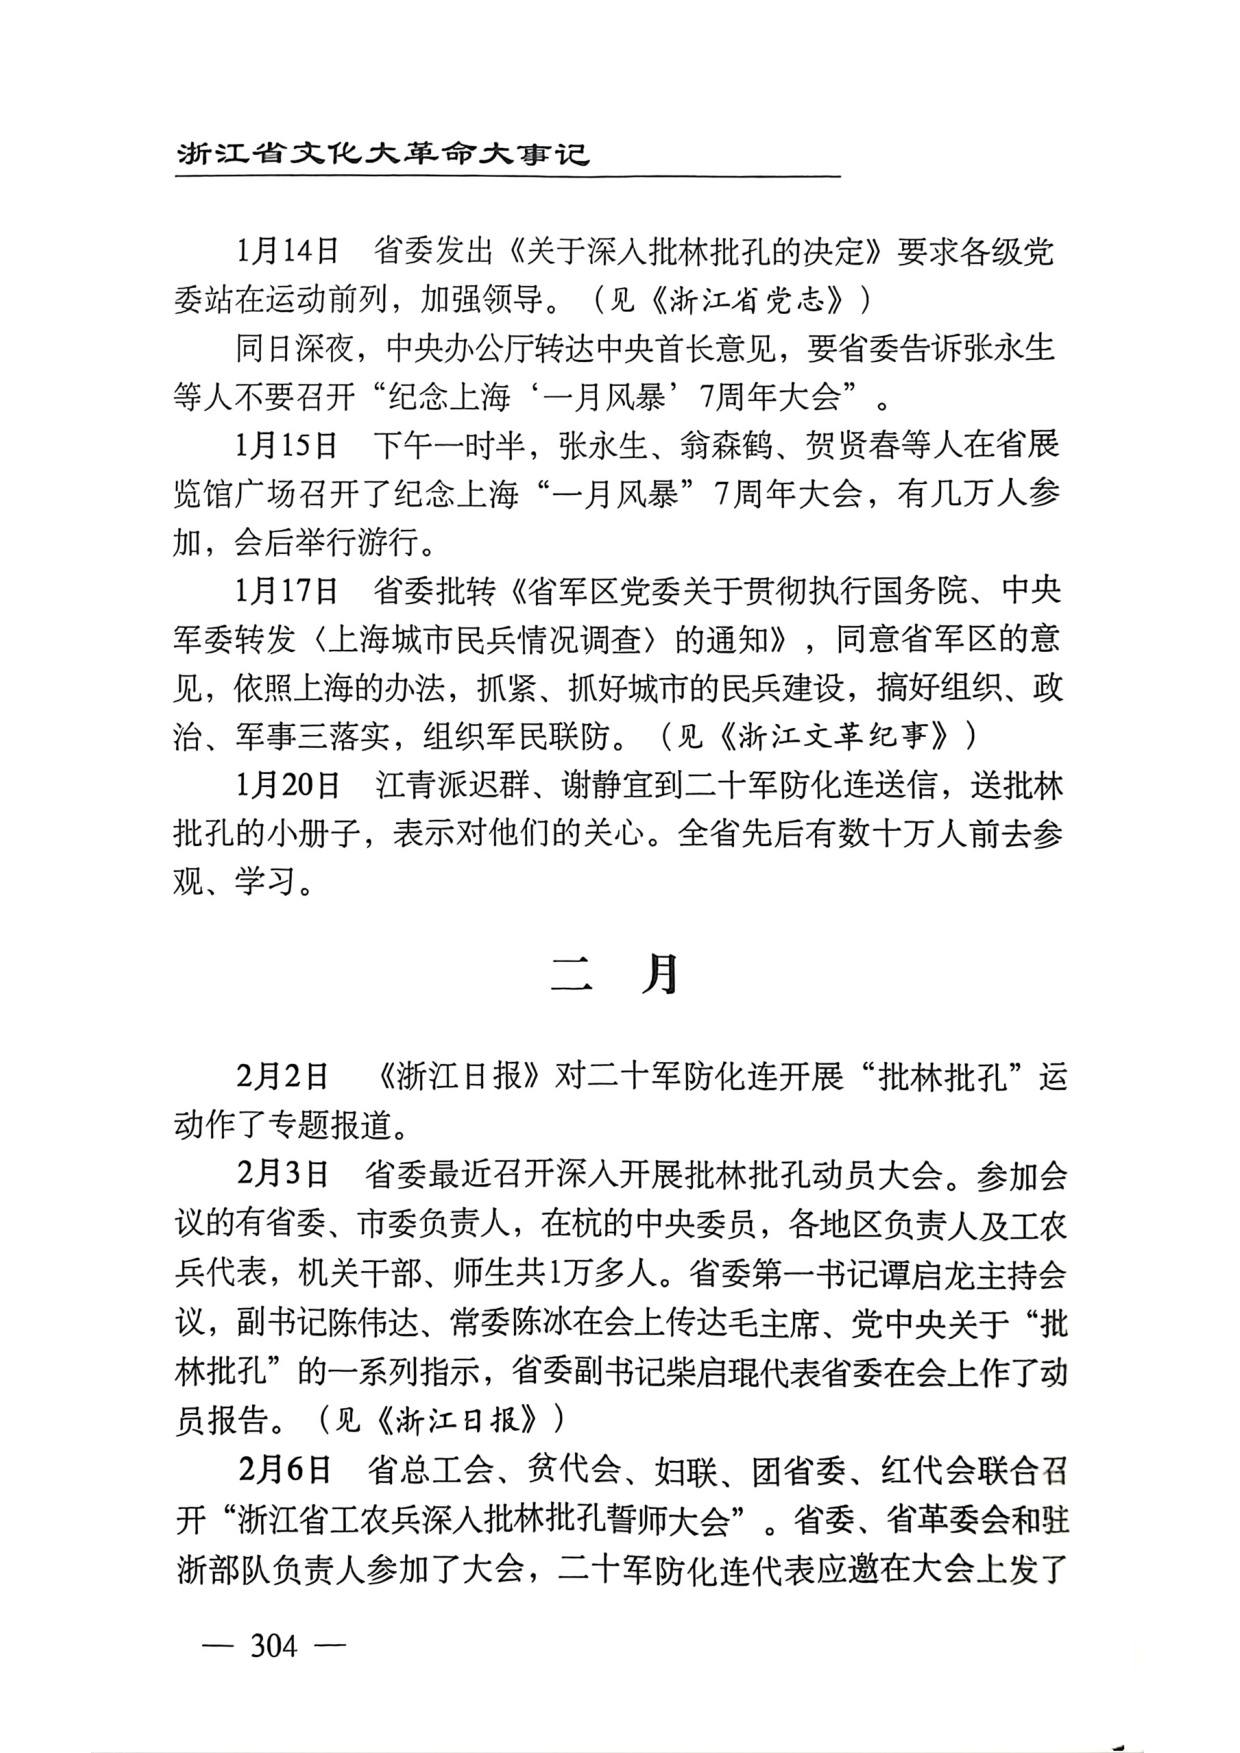 浙江省文化大革命大事记
1月14日　省委发出《关于深入批林批孔的决定》要求各级党
委站在运动前列，加强领导。（见《浙江省党志》）
同日深夜，中央办公厅转达中央首长意见，要省委告诉张永生
等人不要召开“纪念上海‘一月风暴’7周年大会”。
1月15日　下午一时半，张永生、翁森鹤、贺贤春等人在省展
览馆广场召开了纪念上海“一月风暴”7周年大会，有几万人参
加，会后举行游行。
1月17日　省委批转《省军区党委关于贯彻执行国务院、中央
军委转发〈上海城市民兵情况调查〉的通知》，同意省军区的意
见，依照上海的办法，抓紧、抓好城市的民兵建设，搞好组织、政
治、军事三落实，组织军民联防。（见《浙江文革纪事》）
1月20日　江青派迟群、谢静宜到二十军防化连送信，送批林
批孔的小册子，表示对他们的关心。全省先后有数十万人前去参
观、学习。
二　月
2月2日　《浙江日报》对二十军防化连开展“批林批孔”运
动作了专题报道。
2月3日　省委最近召开深入开展批林批孔动员大会。参加会
议的有省委、市委负责人，在杭的中央委员，各地区负责人及工农
兵代表，机关干部、师生共1万多人。省委第一书记谭启龙主持会
议，副书记陈伟达、常委陈冰在会上传达毛主席、党中央关于“批
林批孔”的一系列指示，省委副书记柴启琨代表省委在会上作了动
员报告。（见《浙江日报》）
2月6日　省总工会、贫代会、妇联、团省委、红代会联合召
开“浙江省工农兵深入批林批孔誓师大会”。省委、省革委会和驻
浙部队负责人参加了大会，二十军防化连代表应邀在大会上发了
— 304 —